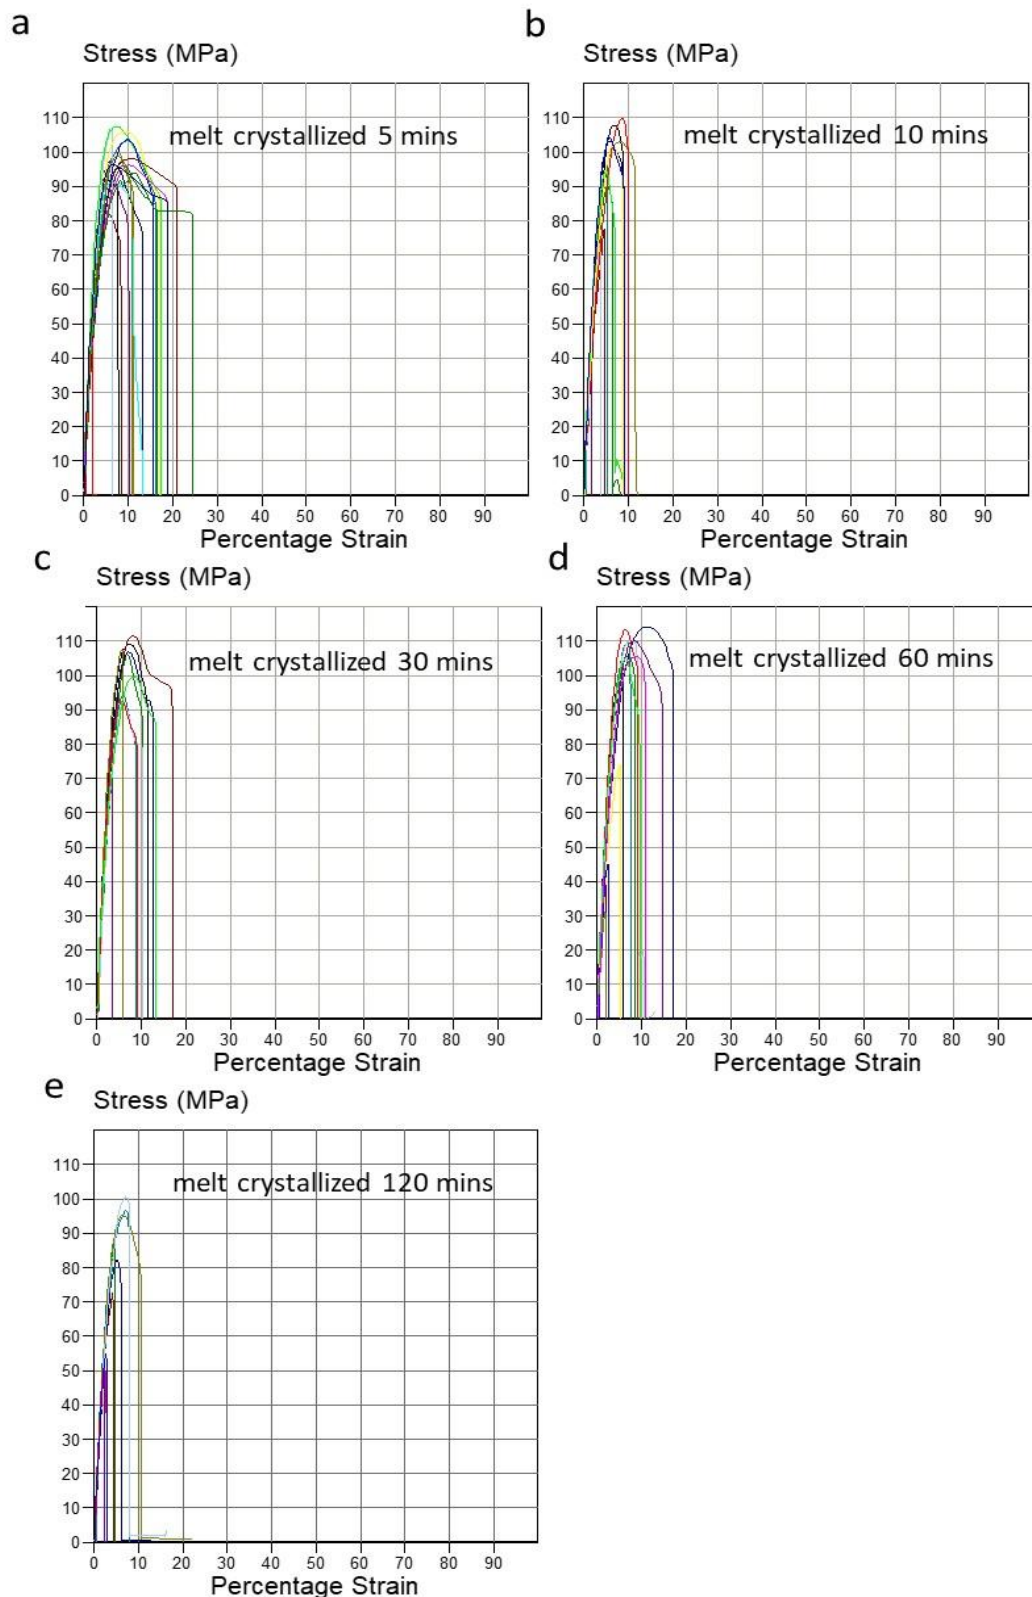 a
Stress (MPa)
melt crystallized 5 mins
110
100
90
80
70
60
50
40
30
20
10
0
0 10 20 30 40 50 60 70 80 90
Percentage Strain
b
Stress (MPa)
melt crystallized 10 mins
110
100
90
80
70
60
50
40
30
20
10
0
0 10 20 30 40 50 60 70 80 90
Percentage Strain
c
Stress (MPa)
melt crystallized 30 mins
110
100
90
80
70
60
50
40
30
20
10
0
0 10 20 30 40 50 60 70 80 90
Percentage Strain
d
Stress (MPa)
melt crystallized 60 mins
110
100
90
80
70
60
50
40
30
20
10
0
0 10 20 30 40 50 60 70 80 90
Percentage Strain
e
Stress (MPa)
melt crystallized 120 mins
110
100
90
80
70
60
50
40
30
20
10
0
0 10 20 30 40 50 60 70 80 90
Percentage Strain